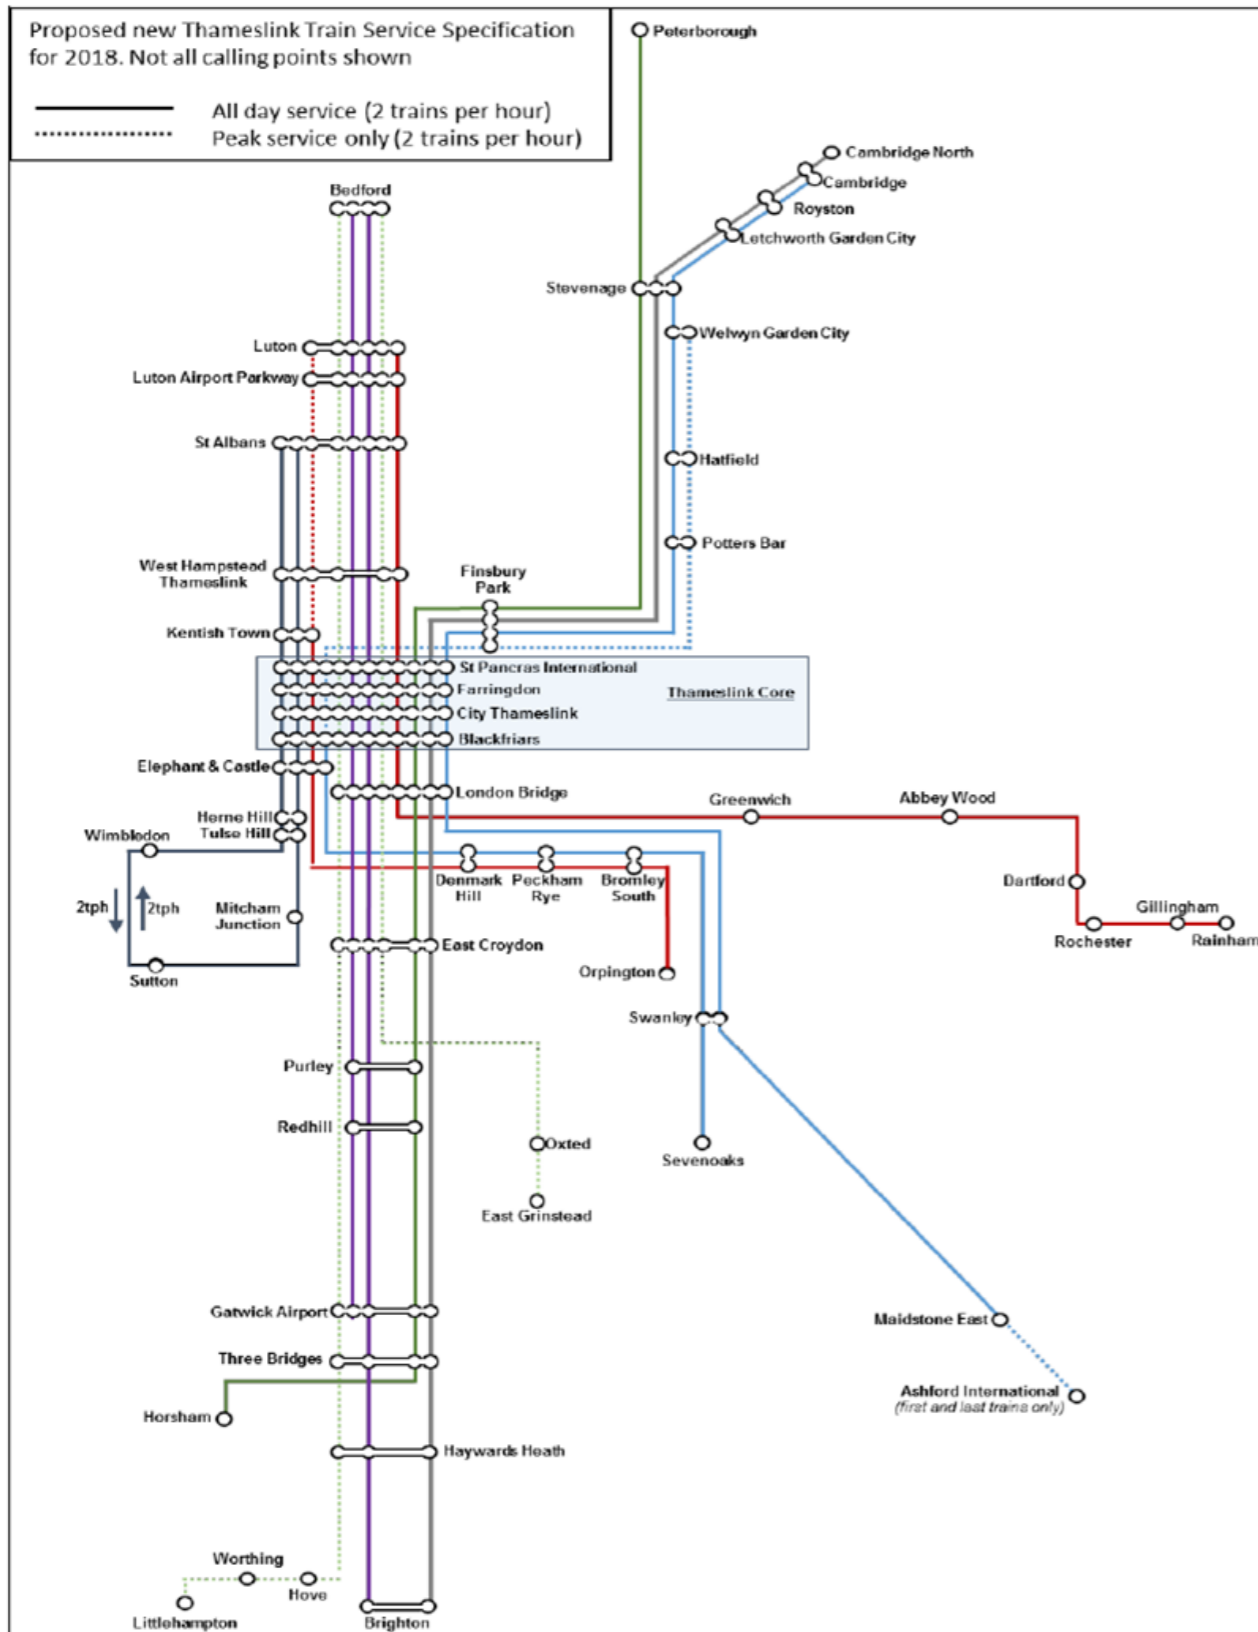 Proposed new Thameslink Train Service Specification
for 2018. Not all calling points shown
All day service (2 trains per hour)
Peak service only (2 trains per hour)
Peterborough
Cambridge North
Cambridge
Royston
Letchworth Garden City
Bedford
Stevenage
Welwyn Garden City
Luton
Luton Airport Parkway
St Albans
Hatfield
Potters Bar
West Hampstead
Thameslink
Finsbury
Park
Kentish Town
St Pancras International
Farringdon
Thameslink Core
City Thameslink
Blackfriars
Elephant & Castle
London Bridge
Greenwich
Abbey Wood
Herne Hill
Tulse Hill
Wimbledon
Denmark
Hill
Peckham
Rye
Bromley
South
Dartford
2tph
2tph
Mitcham
Junction
Gillingham
Rochester
Rainham
East Croydon
Sutton
Orpington
Swanley
Purley
Redhill
Oxted
Sevenoaks
East Grinstead
Gatwick Airport
Maidstone East
Three Bridges
Ashford International
(first and last trains only)
Horsham
Haywards Heath
Worthing
Hove
Littlehampton
Brighton